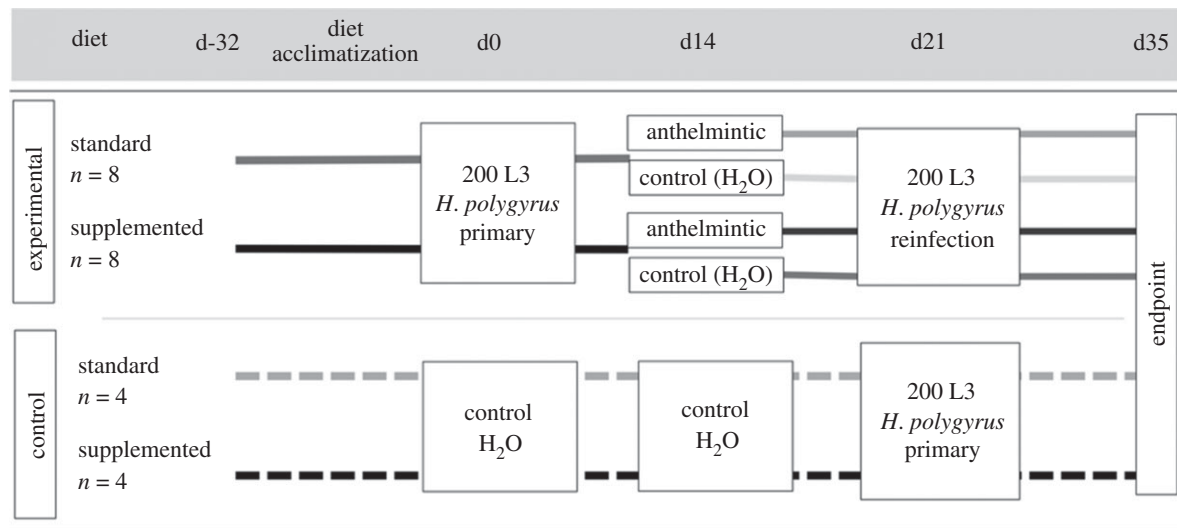 diet
d-32
diet
acclimatization
d0
d14
d21
d35
experimental
standard
n = 8
supplemented
n = 8
200 L3
H. polygyrus
primary
anthelmintic
control (H₂O)
anthelmintic
control (H₂O)
200 L3
H. polygyrus
reinfection
endpoint
control
standard
n = 4
supplemented
n = 4
control
H₂O
control
H₂O
200 L3
H. polygyrus
primary